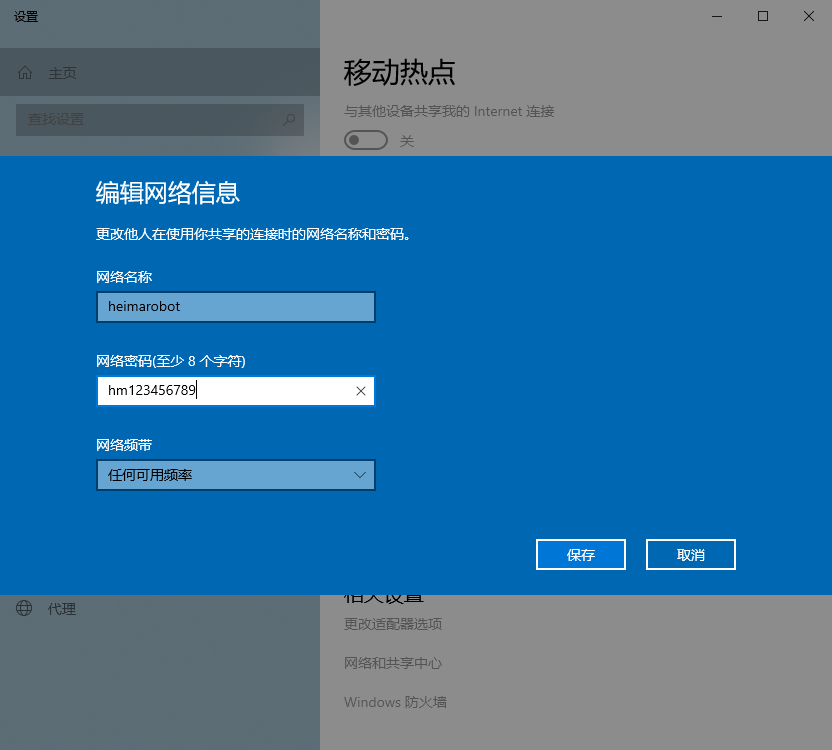 设置
主页
查找设置
移动热点
与其他设备共享我的 Internet 连接
关
编辑网络信息
更改他人在使用你共享的连接时的网络名称和密码。
网络名称
heimarobot
网络密码(至少 8 个字符)
hm123456789
网络频带
任何可用频率
保存
取消
代理
相关设置
更改适配器选项
网络和共享中心
Windows 防火墙